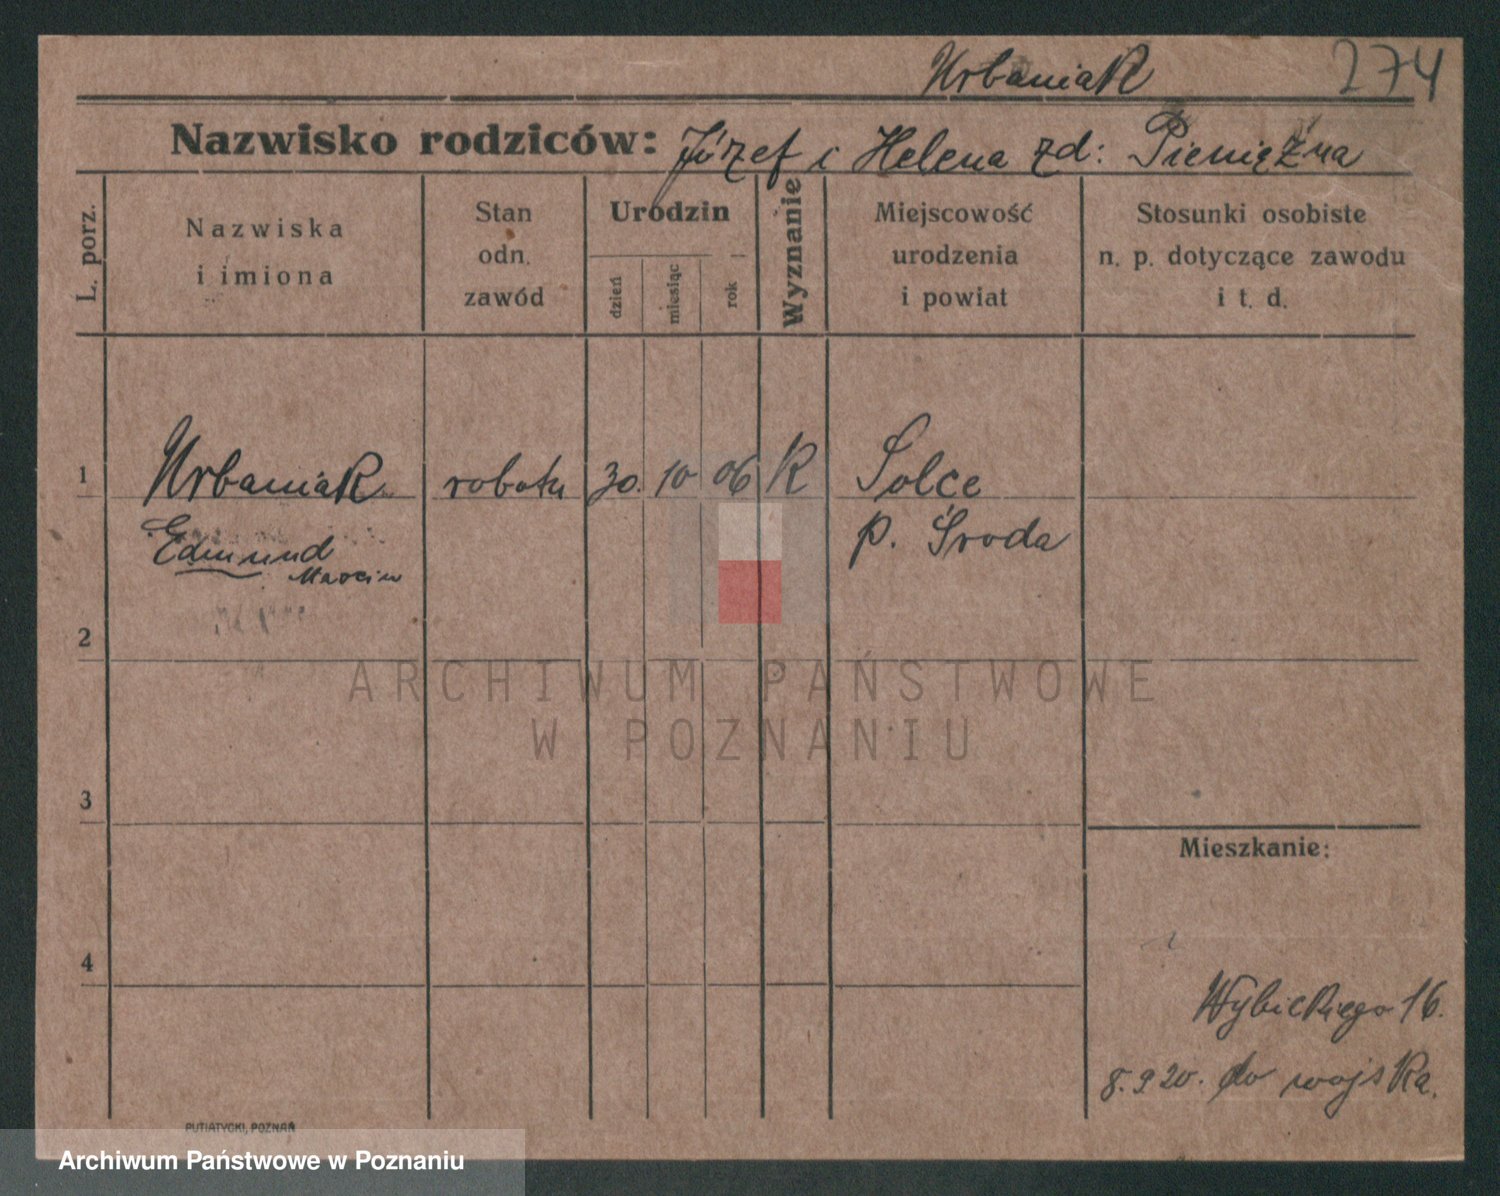 Urbaniak 274
Nazwisko rodziców: Józef i Helena zd: Pieniężna
L. porz.
Nazwiska
i imiona
Stan
odn.
zawód
Urodzin
dzień
miesiąc
rok
Wyznanie
Miejscowość
urodzenia
i powiat
Stosunki osobiste
n. p. dotyczące zawodu
i t. d.
1 Urbaniak robotn 30. 10 06 K Solce
Edmund p. Środa
Marcin
2
ARCHIWUM PAŃSTWOWE
W POZNANIU
3
Mieszkanie:
4
Wybickiego 16.
8.9 20. do wojska.
PUTIATYCKI, POZNAŃ
Archiwum Państwowe w Poznaniu